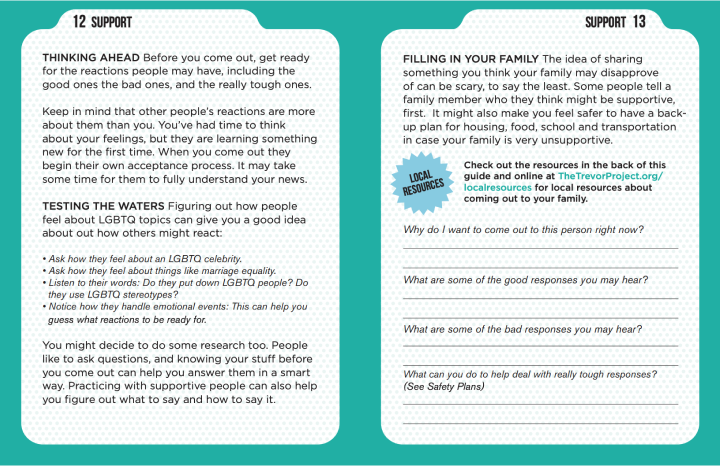 12 SUPPORT
THINKING AHEAD Before you come out, get ready
for the reactions people may have, including the
good ones the bad ones, and the really tough ones.
Keep in mind that other people's reactions are more
about them than you. You've had time to think
about your feelings, but they are learning something
new for the first time. When you come out they
begin their own acceptance process. It may take
some time for them to fully understand your news.
TESTING THE WATERS Figuring out how people
feel about LGBTQ topics can give you a good idea
about out how others might react:
• Ask how they feel about an LGBTQ celebrity.
• Ask how they feel about things like marriage equality.
• Listen to their words: Do they put down LGBTQ people? Do
they use LGBTQ stereotypes?
• Notice how they handle emotional events: This can help you
guess what reactions to be ready for.
You might decide to do some research too. People
like to ask questions, and knowing your stuff before
you come out can help you answer them in a smart
way. Practicing with supportive people can also help
you figure out what to say and how to say it.
SUPPORT 13
FILLING IN YOUR FAMILY The idea of sharing
something you think your family may disapprove
of can be scary, to say the least. Some people tell a
family member who they think might be supportive,
first. It might also make you feel safer to have a back-
up plan for housing, food, school and transportation
in case your family is very unsupportive.
LOCAL
RESOURCES
Check out the resources in the back of this
guide and online at TheTrevorProject.org/
localresources for local resources about
coming out to your family.
Why do I want to come out to this person right now?
What are some of the good responses you may hear?
What are some of the bad responses you may hear?
What can you do to help deal with really tough responses?
(See Safety Plans)